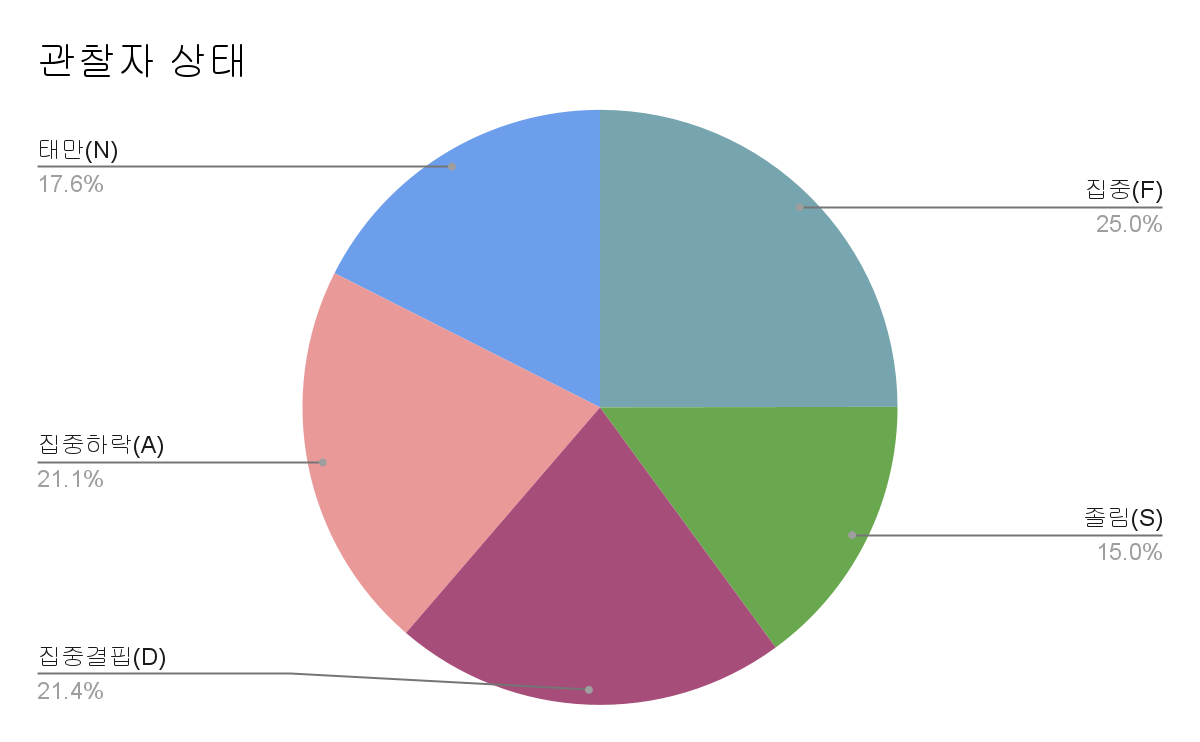 관찰자 상태
태만(N)
17.6%
집중(F)
25.0%
집중하락(A)
21.1%
졸림(S)
15.0%
집중결핍(D)
21.4%